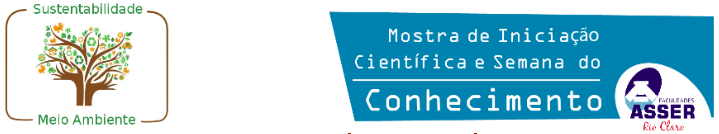 Sustentabilidade
Meio Ambiente
Mostra de Iniciação
Científica e Semana do
Conhecimento
FACULDADES
ASSER
Rio Claro